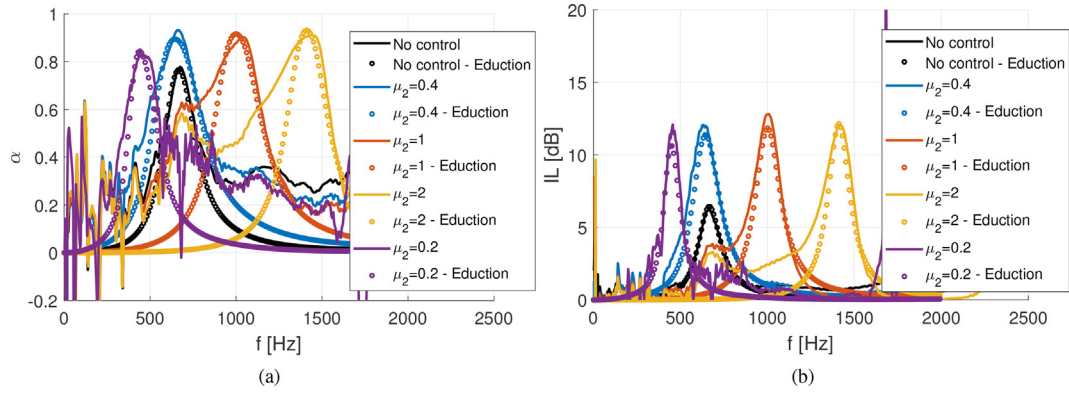 1
0.8
0.6
0.4
0.2
0
-0.2
α
0 500 1000 1500 2000 2500
f [Hz]
No control
No control - Eduction
μ2=0.4
μ2=0.4 - Eduction
μ2=1
μ2=1 - Eduction
μ2=2
μ2=2 - Eduction
μ2=0.2
μ2=0.2 - Eduction
(a)
20
15
10
5
0
IL [dB]
0 500 1000 1500 2000 2500
f [Hz]
No control
No control - Eduction
μ2=0.4
μ2=0.4 - Eduction
μ2=1
μ2=1 - Eduction
μ2=2
μ2=2 - Eduction
μ2=0.2
μ2=0.2 - Eduction
(b)